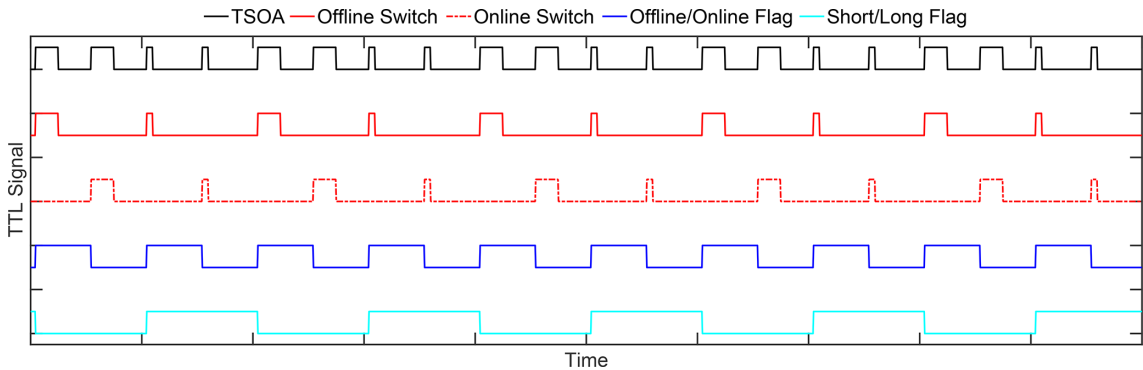 TSOA Offline Switch Online Switch Offline/Online Flag Short/Long Flag
TTL Signal
Time